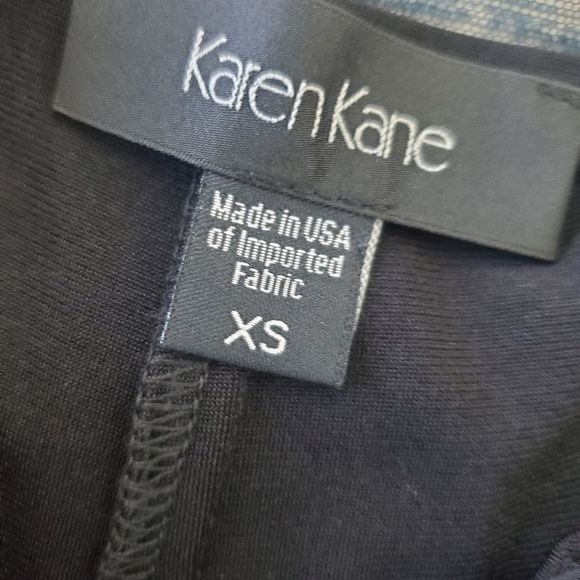 Karen Kane
Made in USA
of Imported
Fabric
XS